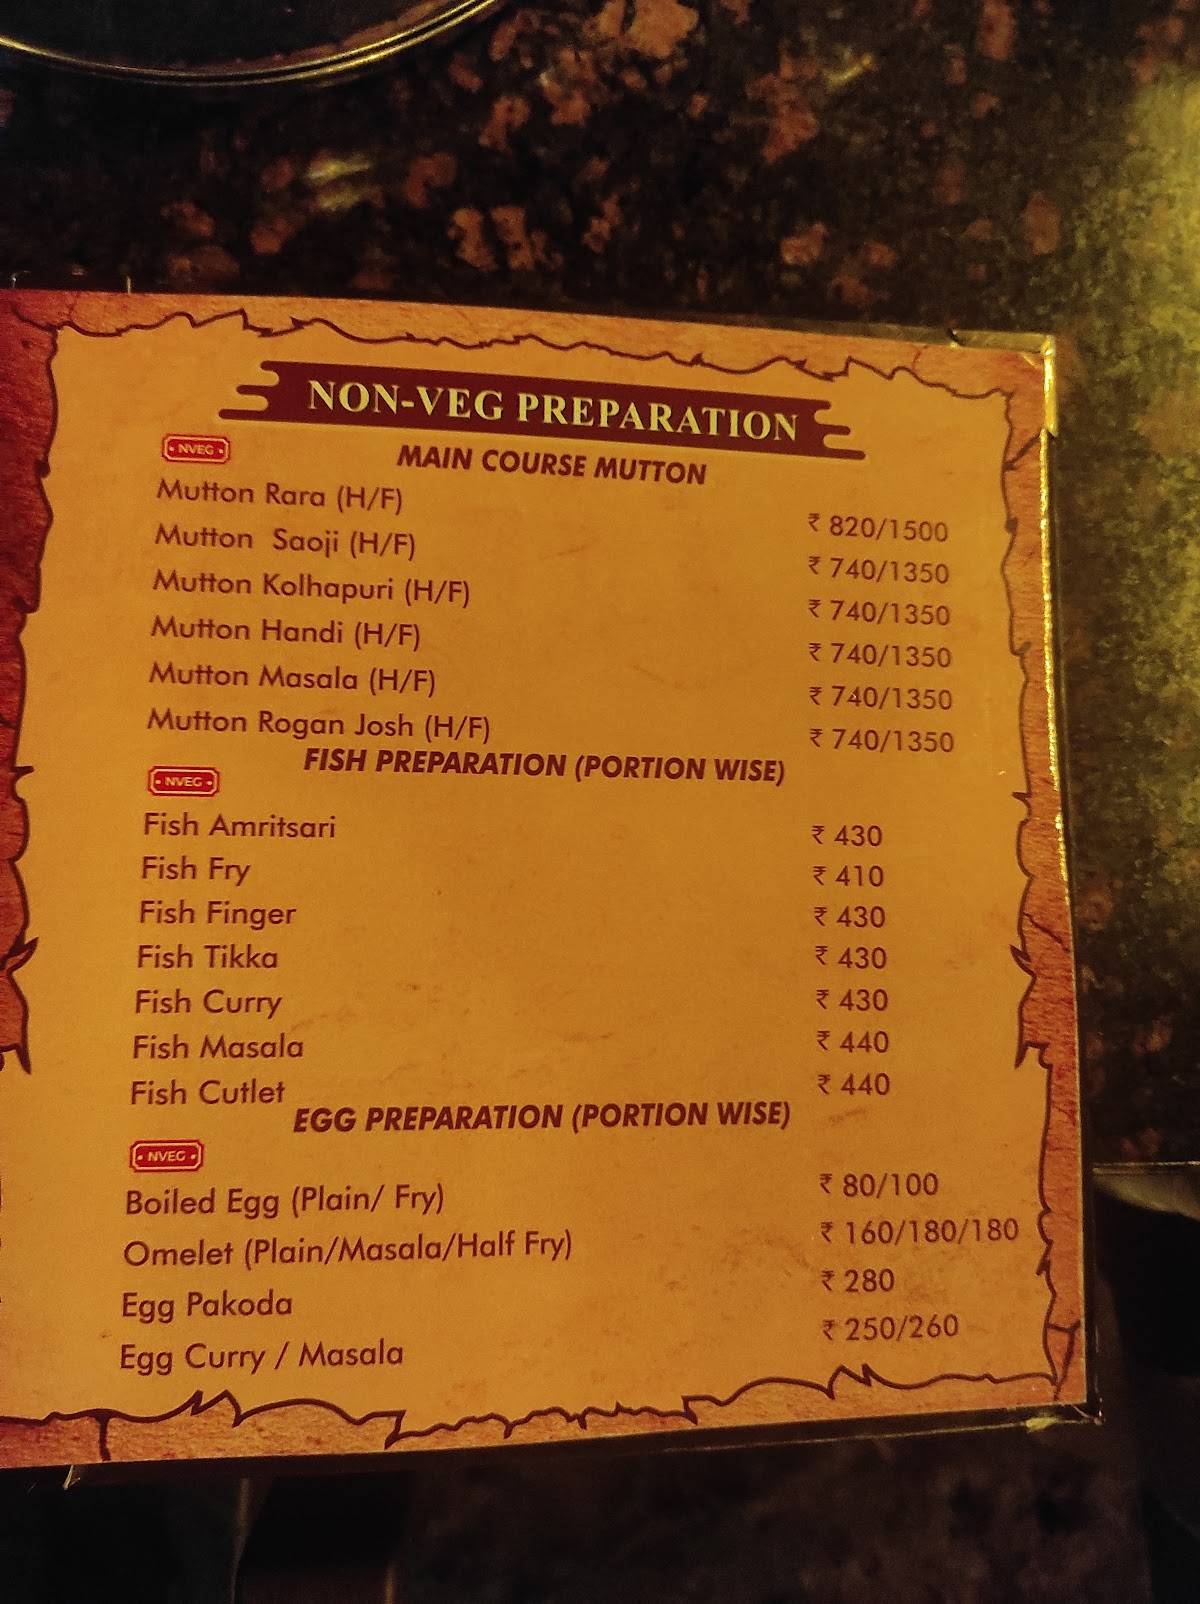 NON-VEG PREPARATION
• NVEG •
MAIN COURSE MUTTON
Mutton Rara (H/F) ₹ 820/1500
Mutton Saoji (H/F) ₹ 740/1350
Mutton Kolhapuri (H/F) ₹ 740/1350
Mutton Handi (H/F) ₹ 740/1350
Mutton Masala (H/F) ₹ 740/1350
Mutton Rogan Josh (H/F) ₹ 740/1350
FISH PREPARATION (PORTION WISE)
• NVEG •
Fish Amritsari ₹ 430
Fish Fry ₹ 410
Fish Finger ₹ 430
Fish Tikka ₹ 430
Fish Curry ₹ 430
Fish Masala ₹ 440
Fish Cutlet ₹ 440
EGG PREPARATION (PORTION WISE)
• NVEG •
Boiled Egg (Plain/ Fry) ₹ 80/100
Omelet (Plain/Masala/Half Fry) ₹ 160/180/180
Egg Pakoda ₹ 280
Egg Curry / Masala ₹ 250/260